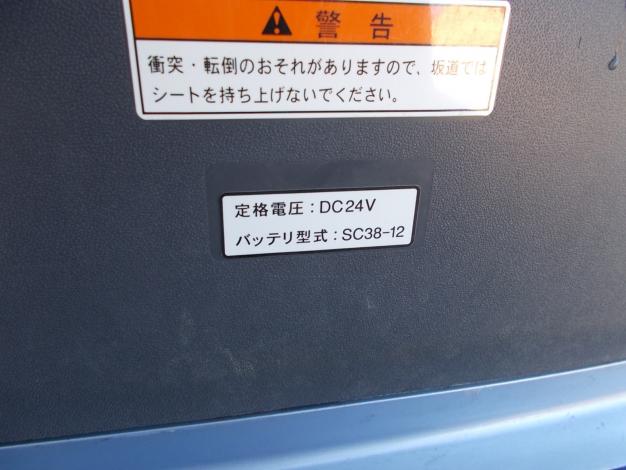 警告
衝突・転倒のおそれがありますので、坂道では
シートを持ち上げないでください。
定格電圧：DC24V
バッテリ型式：SC38-12